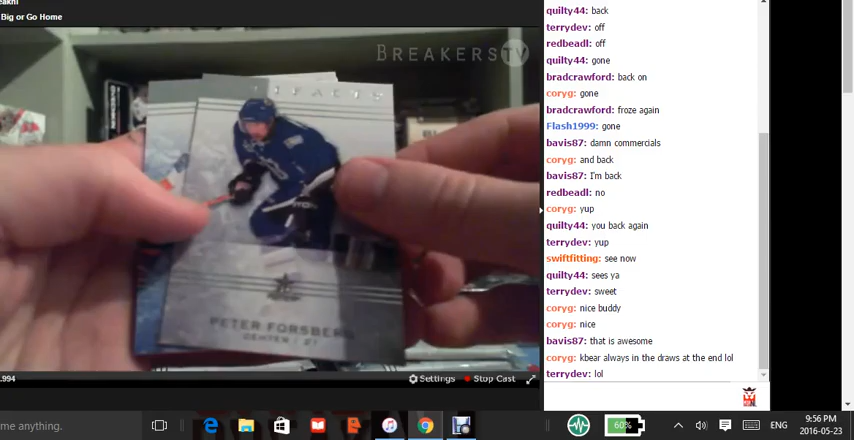 Big or Go Home
BREAKERSTV
PETER FORSBERG
CENTER | 21
.994
Settings
Stop Cast
quilty44: back
terrydev: off
redbeadl: off
quilty44: gone
bradcrawford: back on
coryg: gone
bradcrawford: froze again
Flash1999: gone
bavis87: damn commercials
coryg: and back
bavis87: I'm back
redbeadl: no
coryg: yup
quilty44: you back again
terrydev: yup
swiftfitting: see now
quilty44: sees ya
terrydev: sweet
coryg: nice buddy
coryg: nice
bavis87: that is awesome
coryg: kbear always in the draws at the end lol
terrydev: lol
me anything.
60%
ENG
9:56 PM
2016-05-23